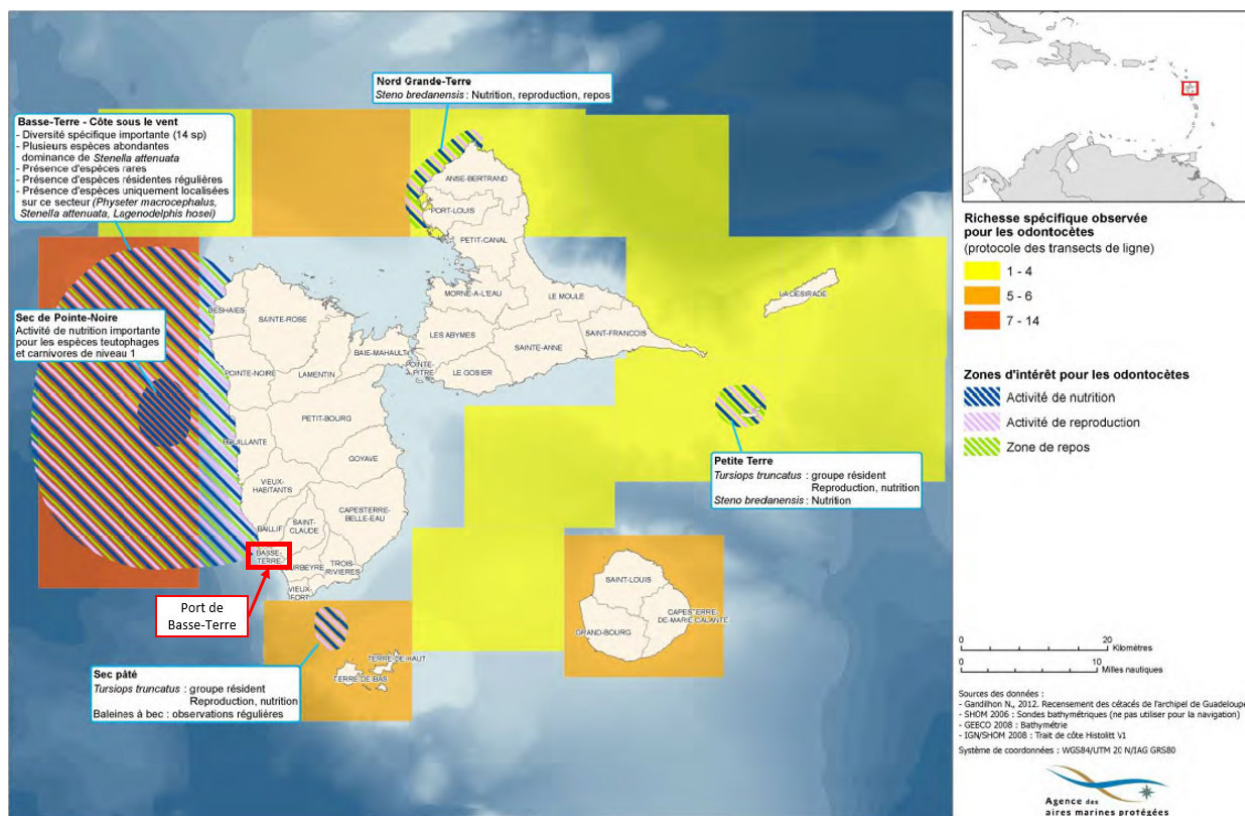 Nord Grande-Terre
Steno bredanensis : Nutrition, reproduction, repos
Basse-Terre - Côte sous le vent
- Diversité spécifique importante (14 sp)
- Plusieurs espèces abondantes
dominance de Stenella attenuata
- Présence d'espèces rares
- Présence d'espèces résidentes régulières
- Présence d'espèces uniquement localisées
sur ce secteur (Physeter macrocephalus,
Stenella attenuata, Lagenodelphis hosei)
ANSE-BERTRAND
PORT-LOUIS
PETIT-CANAL
MORNE-A-L'EAU
LE MOULE
LA DESIRADE
DESHAIES
SAINTE-ROSE
LES ABYMES
SAINT-FRANCOIS
SAINTE-ANNE
BAIE-MAHAULT
POINTE-
A-PITRE
LE GOSIER
Sec de Pointe-Noire
Activité de nutrition importante
pour les espèces teutophages
et carnivores de niveau 1
POINTE-NOIRE
LAMENTIN
PETIT-BOURG
BOUILLANTE
GOYAVE
VIEUX-
HABITANTS
CAPESTERRE-
BELLE-EAU
BAILLIF
SAINT-
CLAUDE
BASSE-
TERRE
TROIS-
RIVIERES
VIEUX-
FORT
Port de
Basse-Terre
Petite Terre
Tursiops truncatus : groupe résident
Reproduction, nutrition
Steno bredanensis : Nutrition
SAINT-LOUIS
CAPESTERRE-
DE-MARIE-GALANTE
GRAND-BOURG
TERRE-DE-HAUT
TERRE-DE-BAS
Sec pâté
Tursiops truncatus : groupe résident
Reproduction, nutrition
Baleines à bec : observations régulières
Richesse spécifique observée
pour les odontocètes
(protocole des transects de ligne)
1 - 4
5 - 6
7 - 14
Zones d'intérêt pour les odontocètes
Activité de nutrition
Activité de reproduction
Zone de repos
0 20
Kilomètres
0 10
Milles nautiques
Sources des données :
- Gandilhon N., 2012. Recensement des cétacés de l'archipel de Guadeloupe
- SHOM 2006 : Sondes bathymétriques (ne pas utiliser pour la navigation)
- GEBCO 2008 : Bathymétrie
- IGN/SHOM 2008 : Trait de côte Histolitt V1
Système de coordonnées : WGS84/UTM 20 N/IAG GRS80
Agence des
aires marines protégées